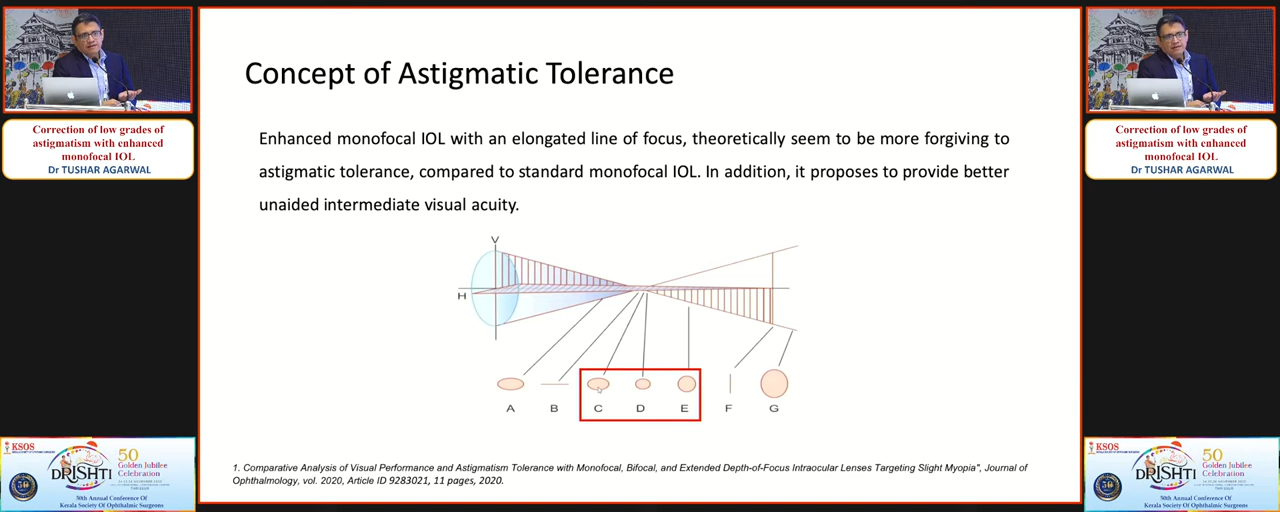 Concept of Astigmatic Tolerance
Enhanced monofocal IOL with an elongated line of focus, theoretically seem to be more forgiving to
astigmatic tolerance, compared to standard monofocal IOL. In addition, it proposes to provide better
unaided intermediate visual acuity.
V
H
A B C D E F G
1. Comparative Analysis of Visual Performance and Astigmatism Tolerance with Monofocal, Bifocal, and Extended Depth-of-Focus Intraocular Lenses Targeting Slight Myopia", Journal of
Ophthalmology, vol. 2020, Article ID 9283021, 11 pages, 2020.
Correction of low grades of
astigmatism with enhanced
monofocal IOL
Dr TUSHAR AGARWAL
KSOS
50
DRISHTI
Golden Jubilee
Celebration
50th Annual Conference Of
Kerala Society Of Ophthalmic Surgeons
Correction of low grades of
astigmatism with enhanced
monofocal IOL
Dr TUSHAR AGARWAL
KSOS
50
DRISHTI
Golden Jubilee
Celebration
50th Annual Conference Of
Kerala Society Of Ophthalmic Surgeons